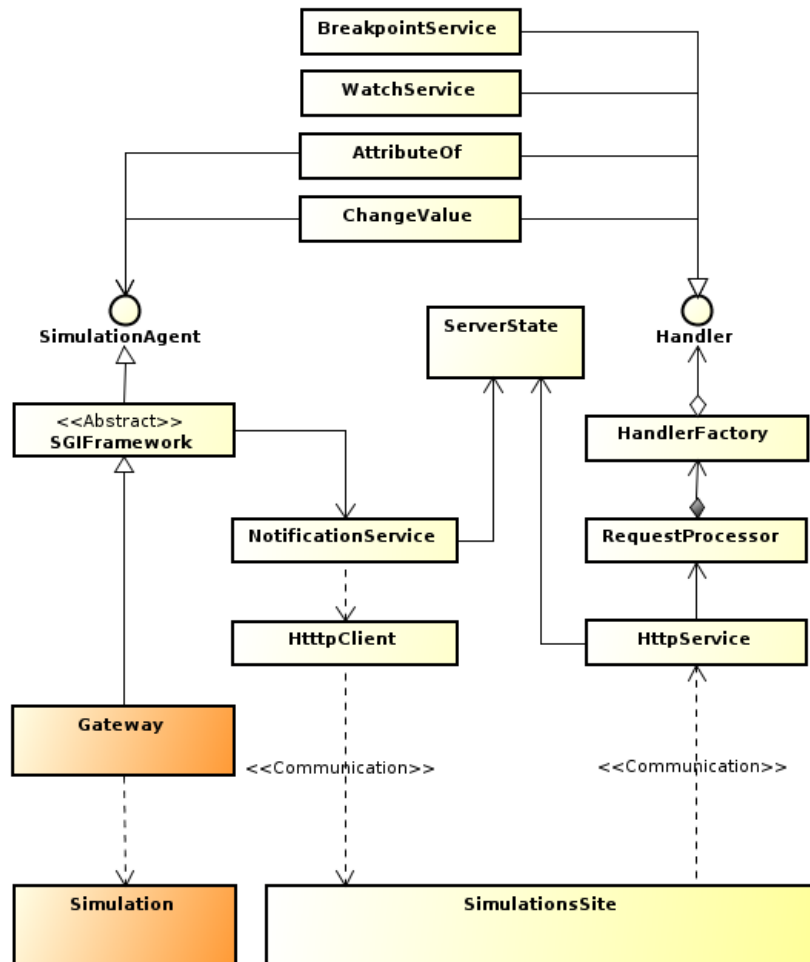 BreakpointService
WatchService
AttributeOf
ChangeValue
SimulationAgent
ServerState
Handler
<<Abstract>>
SGIFramework
HandlerFactory
NotificationService
RequestProcessor
HtttpClient
HttpService
Gateway
<<Communication>>
<<Communication>>
Simulation
SimulationsSite